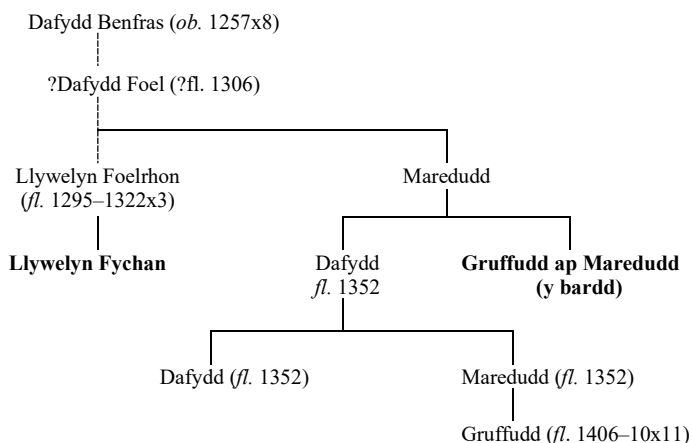 Dafydd Benfras (ob. 1257x8)
?Dafydd Foel (?fl. 1306)
Llywelyn Foelrhon
(fl. 1295–1322x3)
Maredudd
Llywelyn Fychan
Dafydd
fl. 1352
Gruffudd ap Maredudd
(y bardd)
Dafydd (fl. 1352)
Maredudd (fl. 1352)
Gruffudd (fl. 1406–10x11)